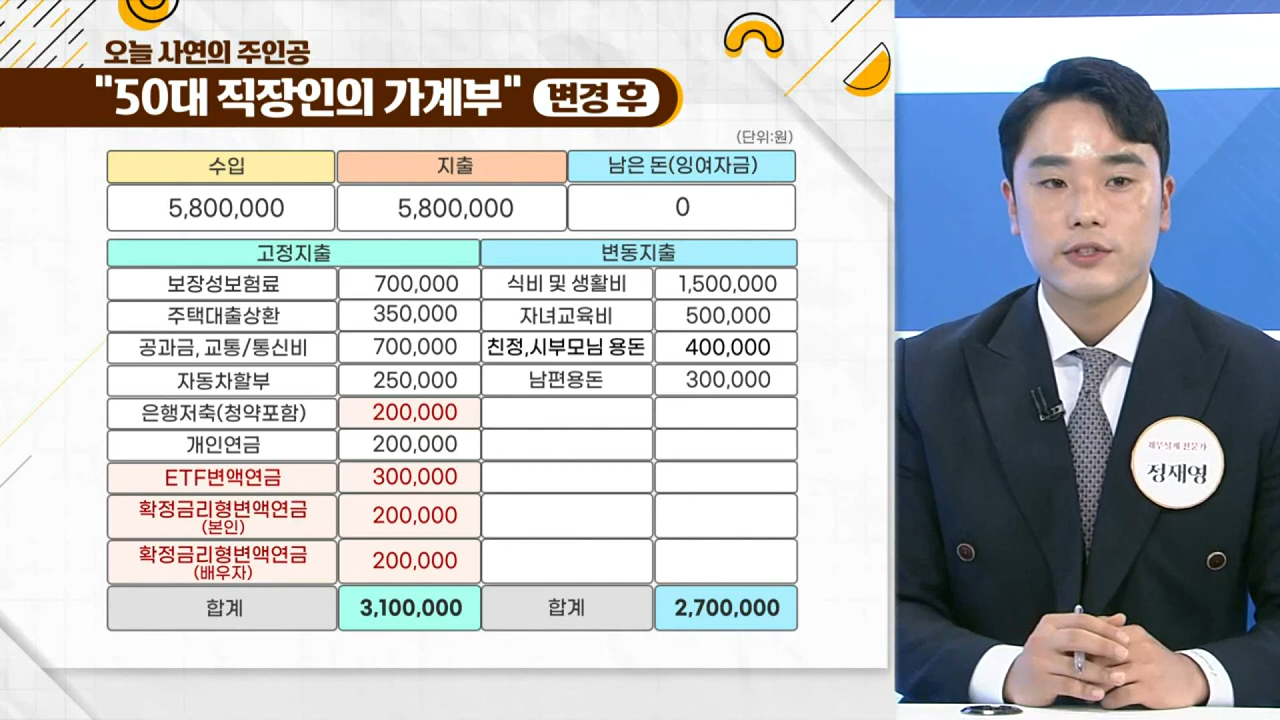 오늘 사연의 주인공
"50대 직장인의 가계부" 변경 후
(단위:원)
수입 지출 남은 돈(잉여자금)
5,800,000 5,800,000 0
고정지출 변동지출
보장성보험료 700,000 식비 및 생활비 1,500,000
주택대출상환 350,000 자녀교육비 500,000
공과금, 교통/통신비 700,000 친정,시부모님 용돈 400,000
자동차할부 250,000 남편용돈 300,000
은행저축(청약포함) 200,000
개인연금 200,000
ETF변액연금 300,000
확정금리형변액연금 200,000
(본인)
확정금리형변액연금 200,000
(배우자)
합계 3,100,000 합계 2,700,000
재무설계 전문가
정재영